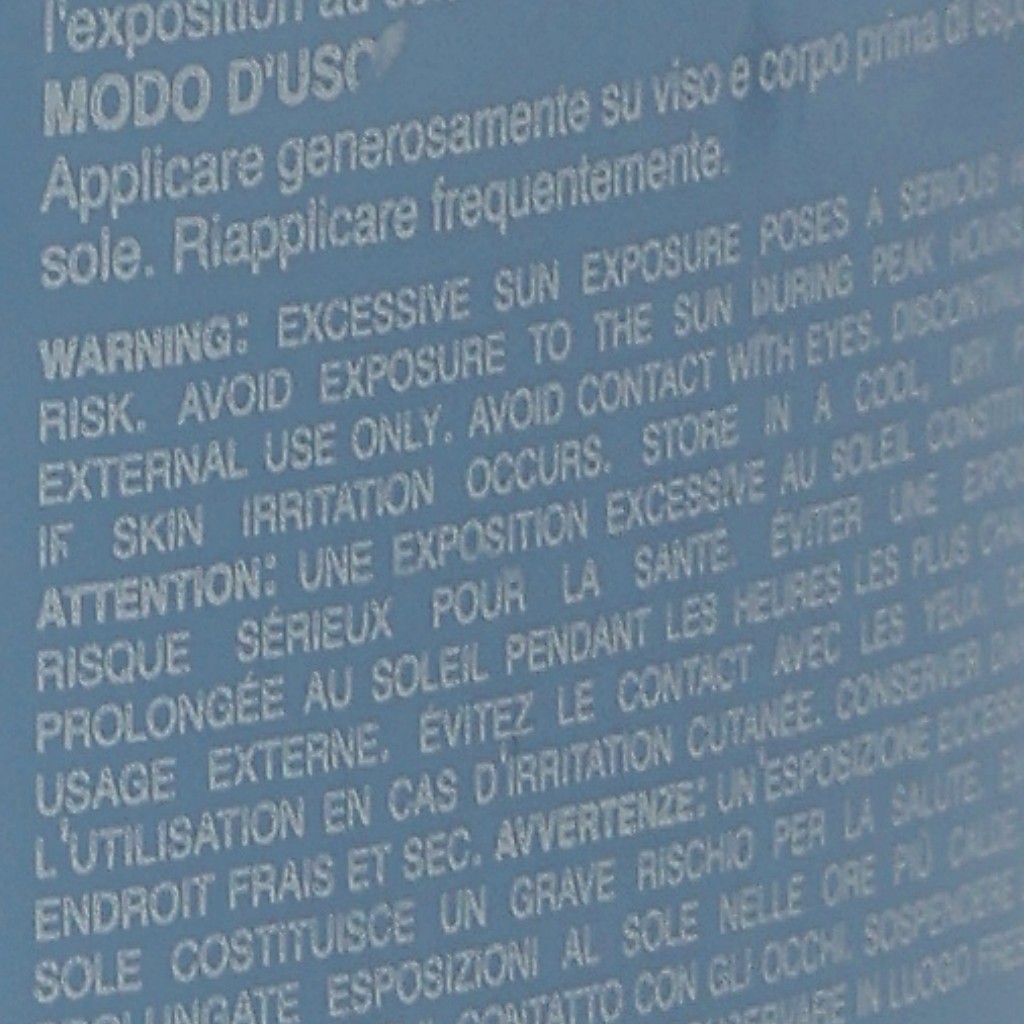 l'exposition au
MODO D'USO
Applicare generosamente su viso e corpo prima di
sole. Riapplicare frequentemente.
WARNING: EXCESSIVE SUN EXPOSURE POSES A SERIOUS
RISK. AVOID EXPOSURE TO THE SUN DURING PEAK HOURS.
EXTERNAL USE ONLY. AVOID CONTACT WITH EYES.
IF SKIN IRRITATION OCCURS. STORE IN A COOL, DRY
ATTENTION: UNE EXPOSITION EXCESSIVE AU SOLEIL
RISQUE SÉRIEUX POUR LA SANTÉ. ÉVITER UNE
PROLONGÉE AU SOLEIL PENDANT LES HEURES LES PLUS
USAGE EXTERNE. ÉVITEZ LE CONTACT AVEC LES YEUX.
L'UTILISATION EN CAS D'IRRITATION CUTANÉE. CONSERVER
ENDROIT FRAIS ET SEC. AVVERTENZE: UN'ESPOSIZIONE
SOLE COSTITUISCE UN GRAVE RISCHIO PER LA SALUTE.
PROLUNGATE ESPOSIZIONI AL SOLE NELLE ORE PIÙ CALDE
CONTATTO CON GLI OCCHI. SOSPENDERE
IN LUOGO